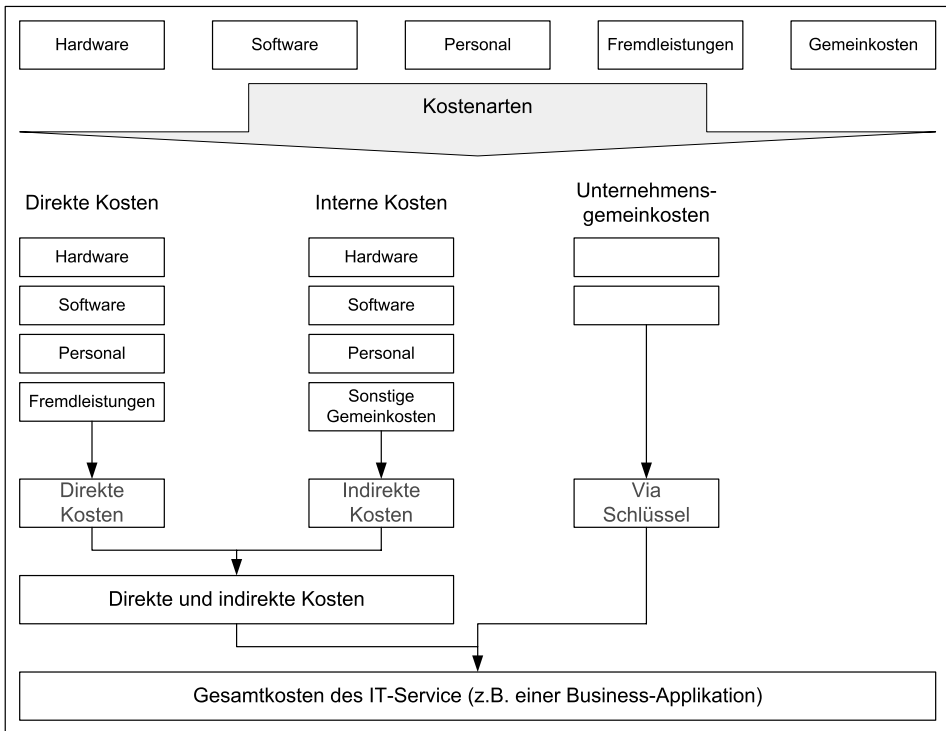 Hardware
Software
Personal
Fremdleistungen
Gemeinkosten
Kostenarten
Direkte Kosten
Interne Kosten
Unternehmens-
gemeinkosten
Hardware
Hardware
Software
Software
Personal
Personal
Fremdleistungen
Sonstige
Gemeinkosten
Direkte
Kosten
Indirekte
Kosten
Via
Schlüssel
Direkte und indirekte Kosten
Gesamtkosten des IT-Service (z.B. einer Business-Applikation)